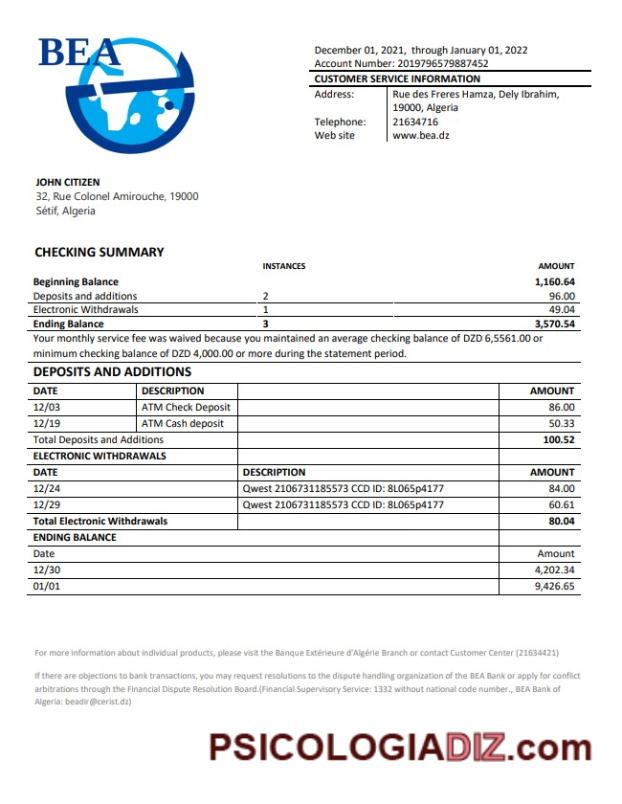 BEA
December 01, 2021, through January 01, 2022
Account Number: 2019796579887452
CUSTOMER SERVICE INFORMATION
Address: Rue des Freres Hamza, Dely Ibrahim,
19000, Algeria
Telephone: 21634716
Web site www.bea.dz
JOHN CITIZEN
32, Rue Colonel Amirouche, 19000
Sétif, Algeria
CHECKING SUMMARY
INSTANCES AMOUNT
Beginning Balance 1,160.64
Deposits and additions 2 96.00
Electronic Withdrawals 1 49.04
Ending Balance 3 3,570.54
Your monthly service fee was waived because you maintained an average checking balance of DZD 6,5561.00 or
minimum checking balance of DZD 4,000.00 or more during the statement period.
DEPOSITS AND ADDITIONS
DATE DESCRIPTION AMOUNT
12/03 ATM Check Deposit 86.00
12/19 ATM Cash deposit 50.33
Total Deposits and Additions 100.52
ELECTRONIC WITHDRAWALS
DATE DESCRIPTION AMOUNT
12/24 Qwest 2106731185573 CCD ID: 8L065p4177 84.00
12/29 Qwest 2106731185573 CCD ID: 8L065p4177 60.61
Total Electronic Withdrawals 80.04
ENDING BALANCE
Date Amount
12/30 4,202.34
01/01 9,426.65
For more information about individual products, please visit the Banque Extérieure d'Algérie Branch or contact Customer Center (21634421)
If there are objections to bank transactions, you may request resolutions to the dispute handling organization of the BEA Bank or apply for conflict
arbitrations through the Financial Dispute Resolution Board.(Financial Supervisory Service: 1332 without national code number., BEA Bank of
Algeria: beadir@cerist.dz)
PSICOLOGIADIZ.com